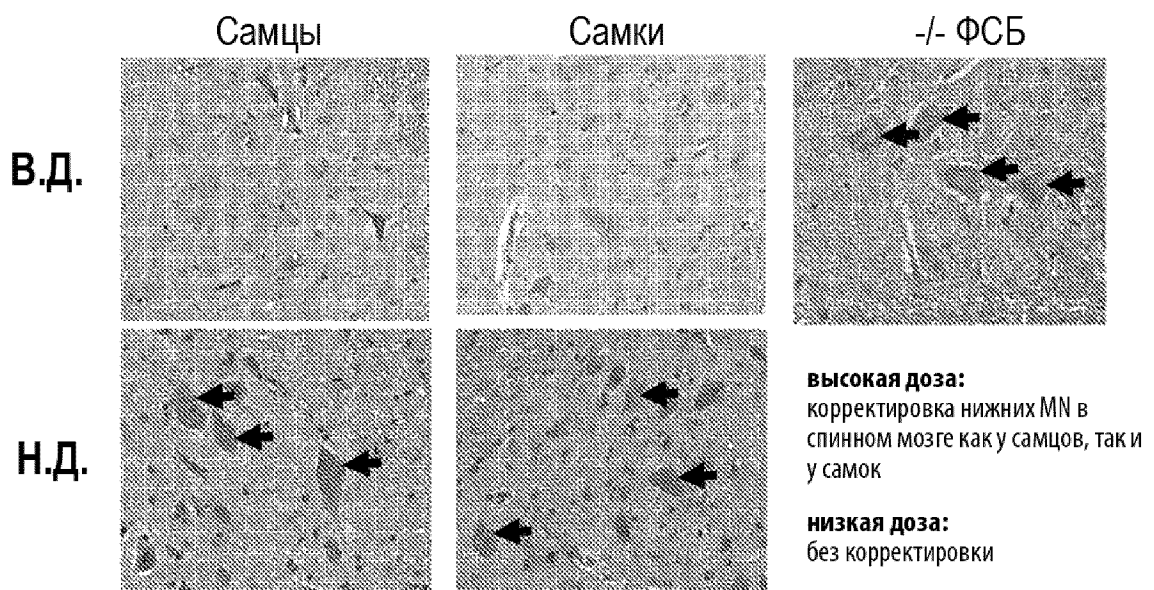 Самцы
Самки
-/- ФСБ
В.Д.
Н.Д.
высокая доза:
корректировка нижних MN в
спинном мозге как у самцов, так и
у самок
низкая доза:
без корректировки